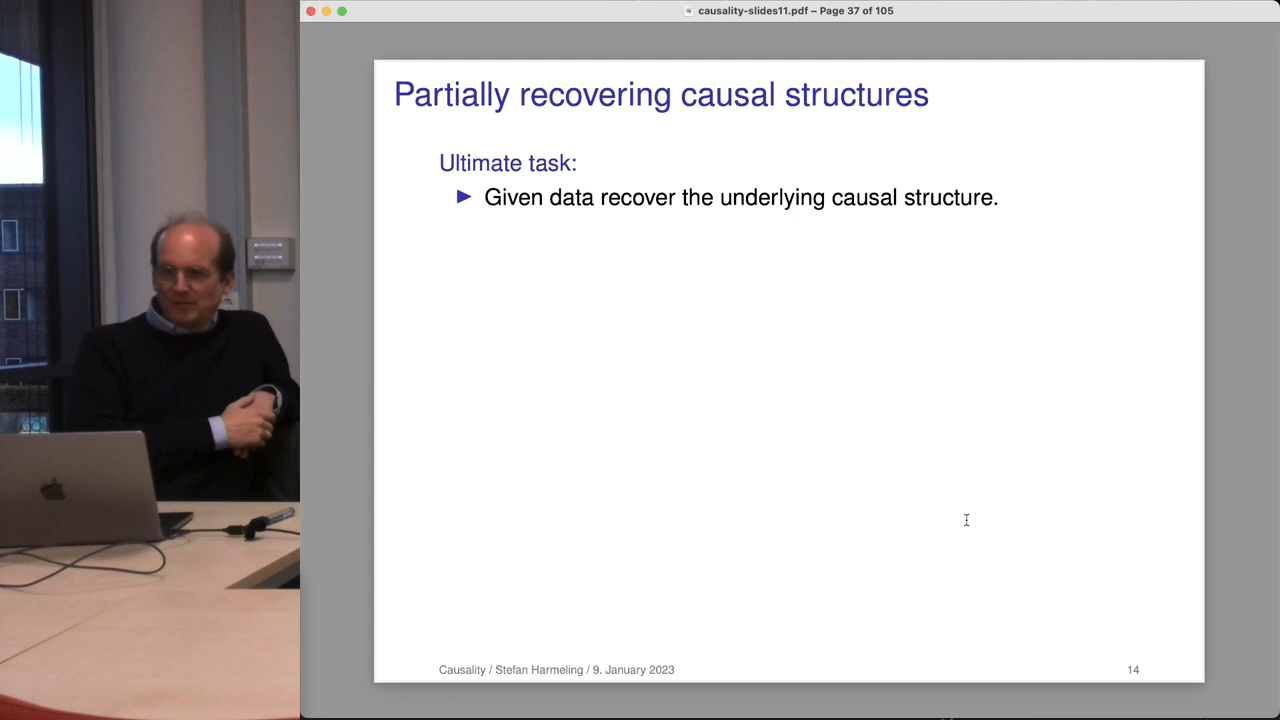 causality-slides11.pdf – Page 37 of 105
Partially recovering causal structures
Ultimate task:
Given data recover the underlying causal structure.
Causality / Stefan Harmeling / 9. January 2023
14